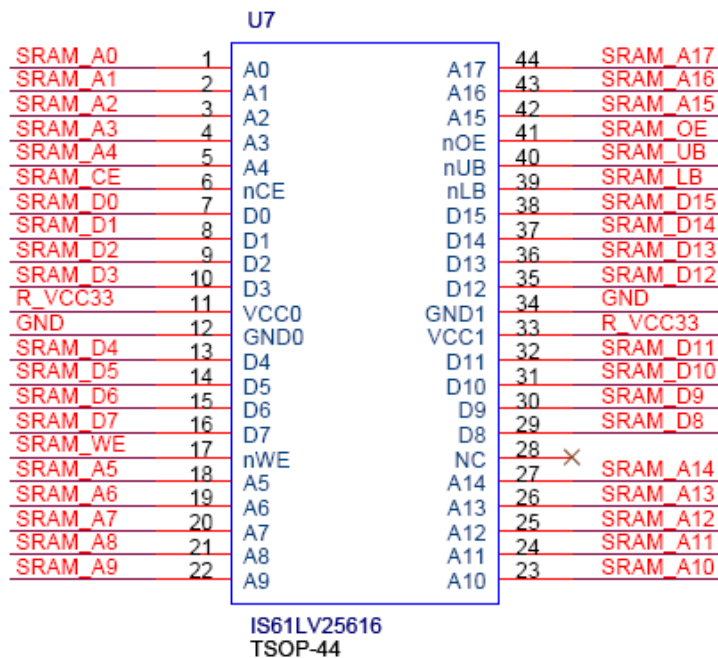 U7
SRAM_A0 1 A0 A17 44 SRAM_A17
SRAM_A1 2 A1 A16 43 SRAM_A16
SRAM_A2 3 A2 A15 42 SRAM_A15
SRAM_A3 4 A3 nOE 41 SRAM_OE
SRAM_A4 5 A4 nUB 40 SRAM_UB
SRAM_CE 6 nCE nLB 39 SRAM_LB
SRAM_D0 7 D0 D15 38 SRAM_D15
SRAM_D1 8 D1 D14 37 SRAM_D14
SRAM_D2 9 D2 D13 36 SRAM_D13
SRAM_D3 10 D3 D12 35 SRAM_D12
R_VCC33 11 VCC0 GND1 34 GND
GND 12 GND0 VCC1 33 R_VCC33
SRAM_D4 13 D4 D11 32 SRAM_D11
SRAM_D5 14 D5 D10 31 SRAM_D10
SRAM_D6 15 D6 D9 30 SRAM_D9
SRAM_D7 16 D7 D8 29 SRAM_D8
SRAM_WE 17 nWE NC 28
SRAM_A5 18 A5 A14 27 SRAM_A14
SRAM_A6 19 A6 A13 26 SRAM_A13
SRAM_A7 20 A7 A12 25 SRAM_A12
SRAM_A8 21 A8 A11 24 SRAM_A11
SRAM_A9 22 A9 A10 23 SRAM_A10
IS61LV25616
TSOP-44